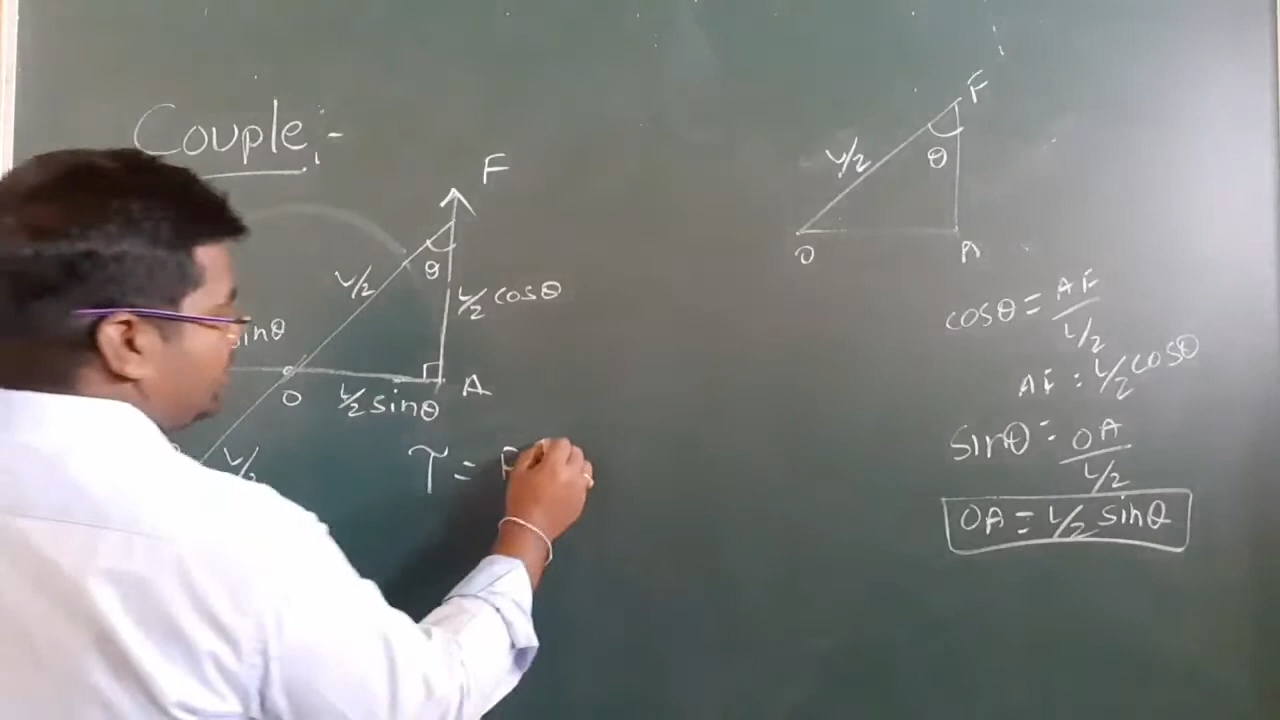 Couple:-
F
θ
L/2
L/2 cosθ
sinθ
O
A
L/2 sinθ
L/2
τ = F
F
L/2
θ
O
A
cosθ = AF / L/2
AF = L/2 cosθ
sinθ = OA / L/2
OA = L/2 sinθ